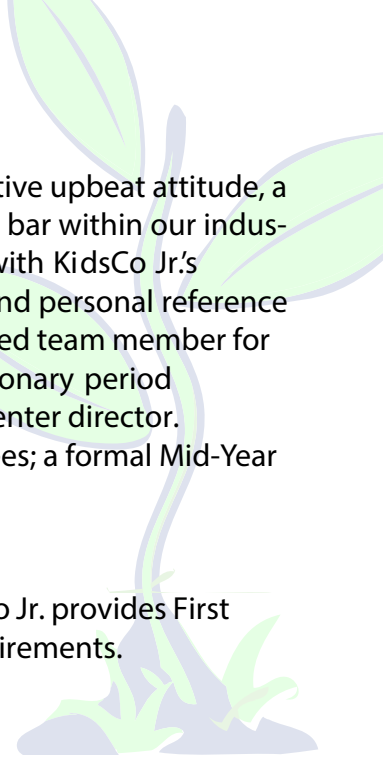 tive upbeat attitude, a
bar within our indus-
with KidsCo Jr.'s
nd personal reference
ed team member for
onary period
enter director.
es; a formal Mid-Year
o Jr. provides First
irements.